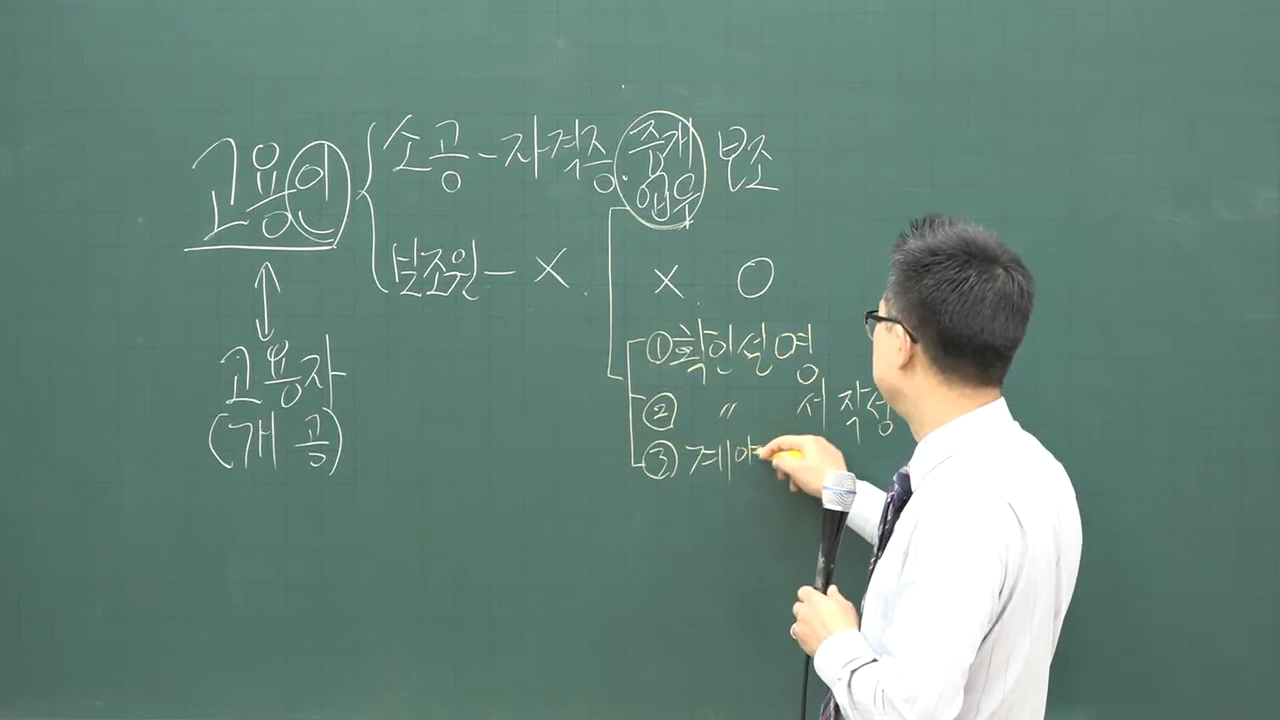 고용인 { 소공 - 자격증, 중개업무 보조
보조원 - X X O
고용자
(개공)
① 확인설명
② 〃 서 작성
③ 계약